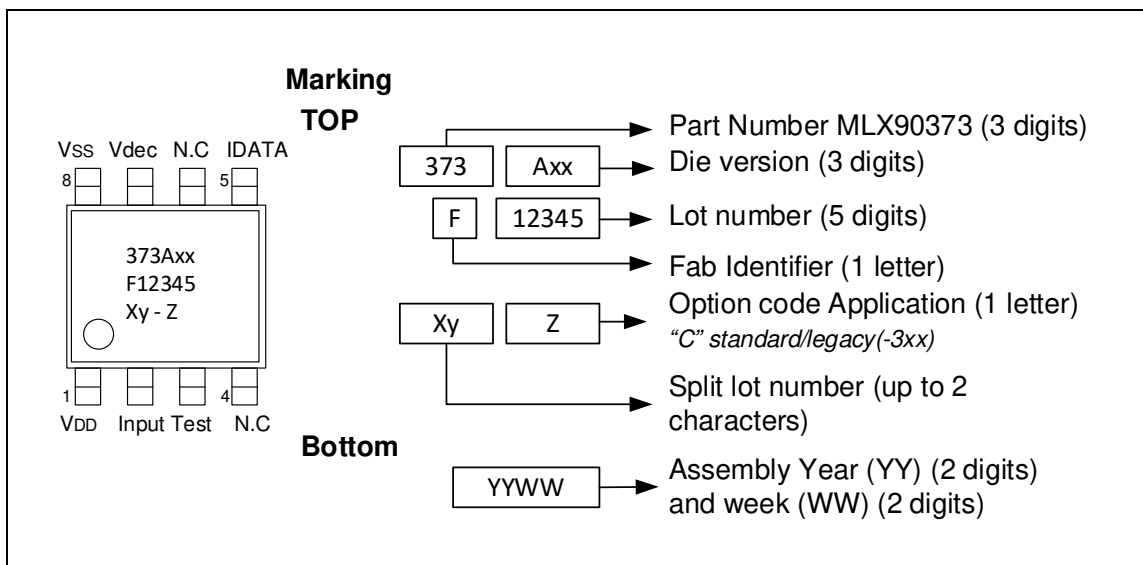 Marking
TOP
Vss Vdec N.C IDATA
8 5
373Axx
F12345
Xy - Z
1 4
VDD Input Test N.C
373 Axx
Part Number MLX90373 (3 digits)
Die version (3 digits)
F 12345
Lot number (5 digits)
Fab Identifier (1 letter)
Xy Z
Option code Application (1 letter)
“C” standard/legacy(-3xx)
Split lot number (up to 2
characters)
Bottom
YYWW
Assembly Year (YY) (2 digits)
and week (WW) (2 digits)